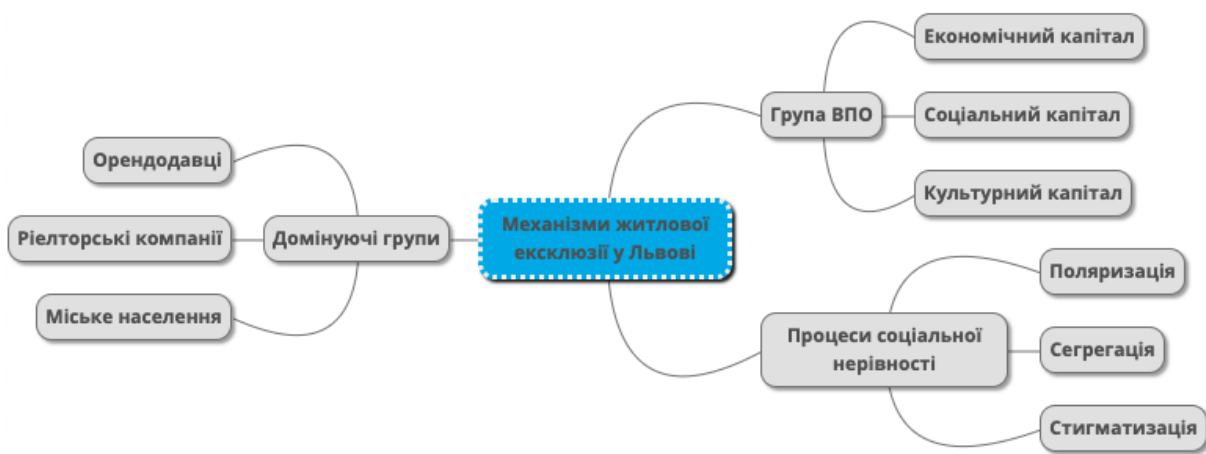 Механізми житлової
ексклюзії у Львові
Домінуючі групи
Орендодавці
Ріелторські компанії
Міське населення
Група ВПО
Економічний капітал
Соціальний капітал
Культурний капітал
Процеси соціальної
нерівності
Поляризація
Сегрегація
Стигматизація